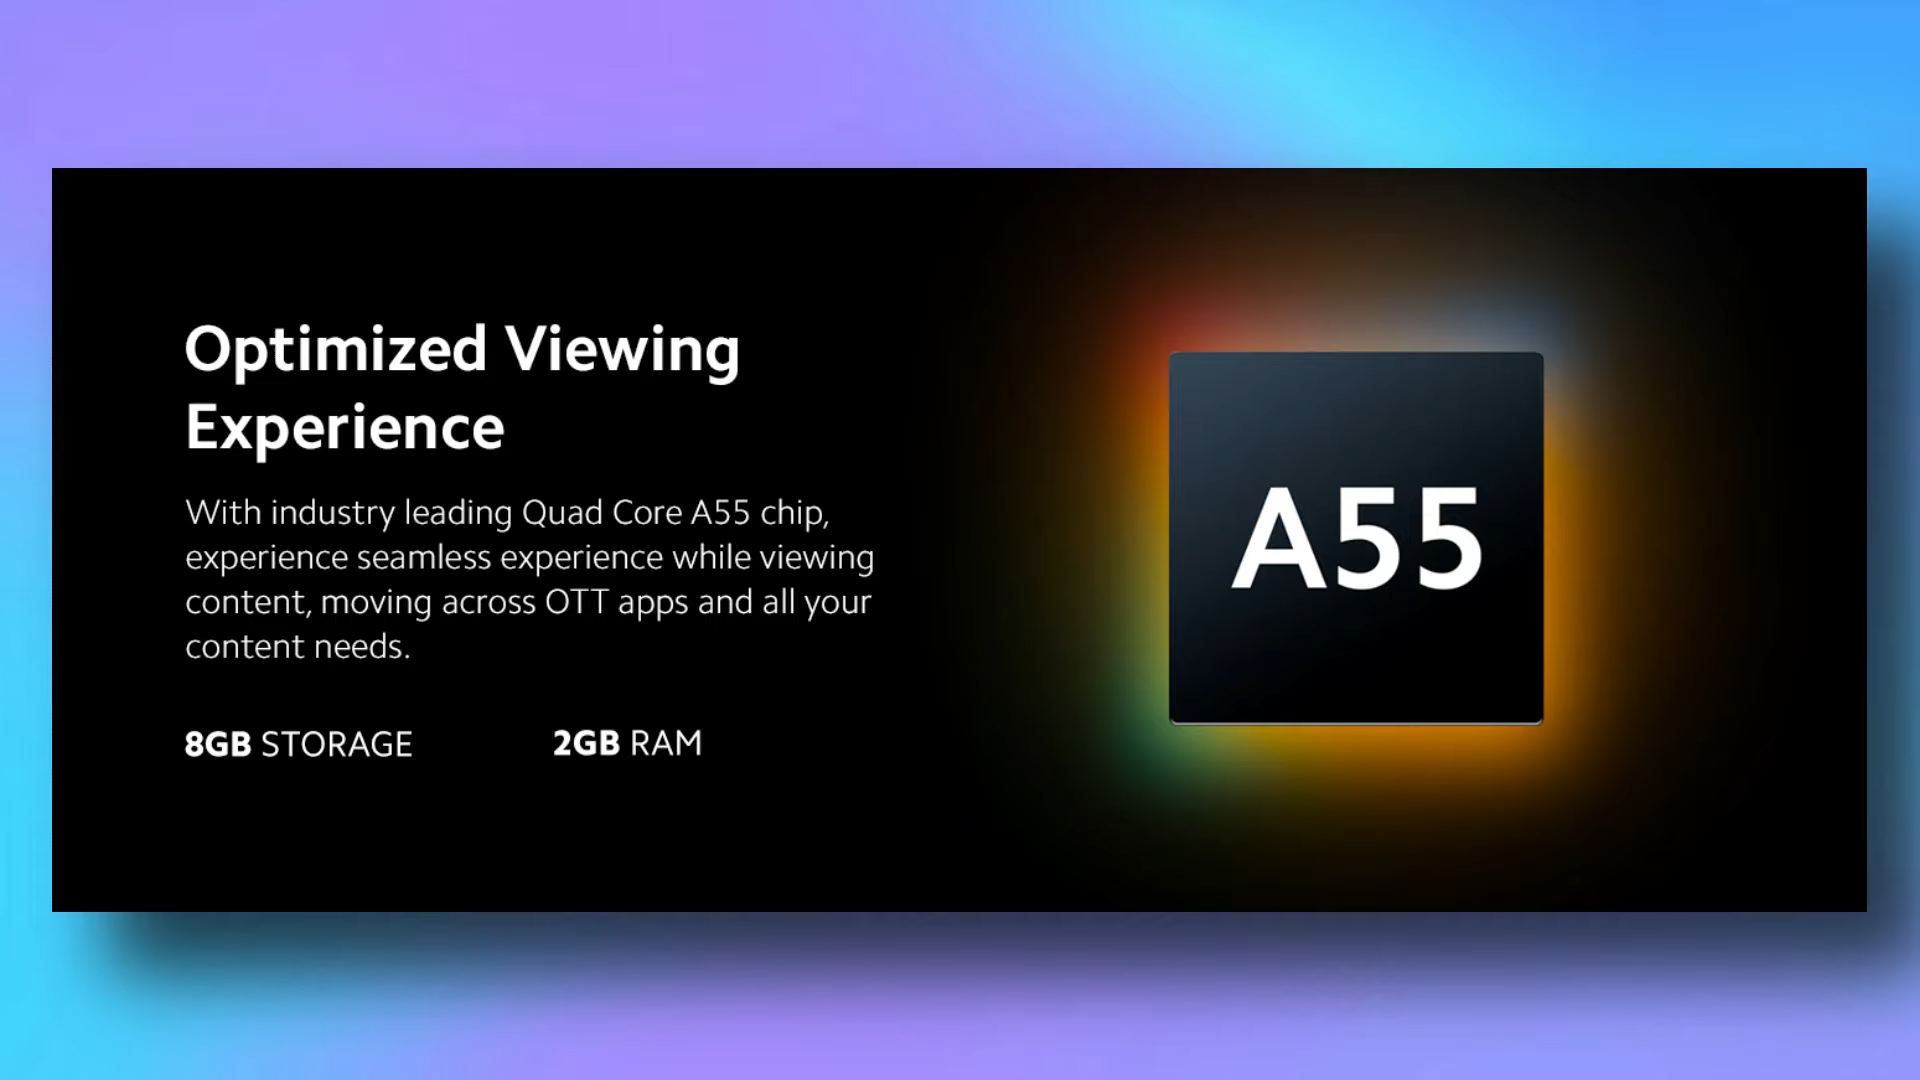 Optimized Viewing
Experience
With industry leading Quad Core A55 chip,
experience seamless experience while viewing
content, moving across OTT apps and all your
content needs.
8GB STORAGE
2GB RAM
A55